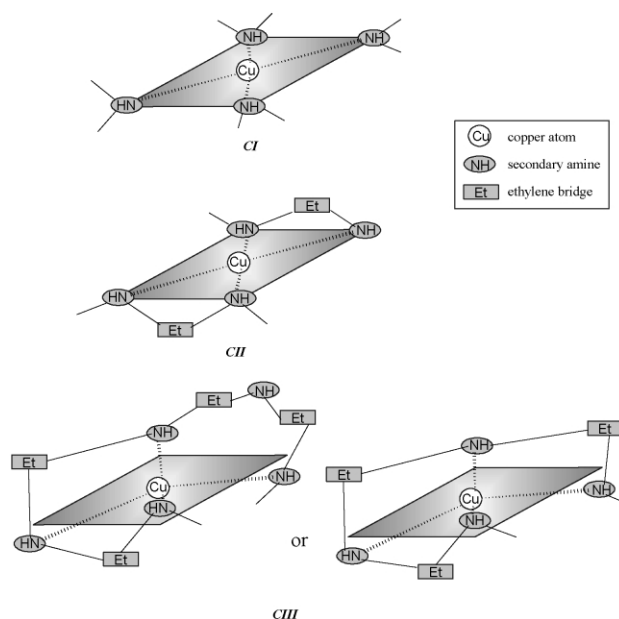 NH NH
Cu
HN NH
CI
Cu copper atom
NH secondary amine
Et ethylene bridge
Et
HN NH
Cu
HN NH
Et
CII
Et NH
NH Et
Et
Cu NH
HN
HN
Et
or
Et
NH
Et
Cu NH
NH
HN
Et
CIII